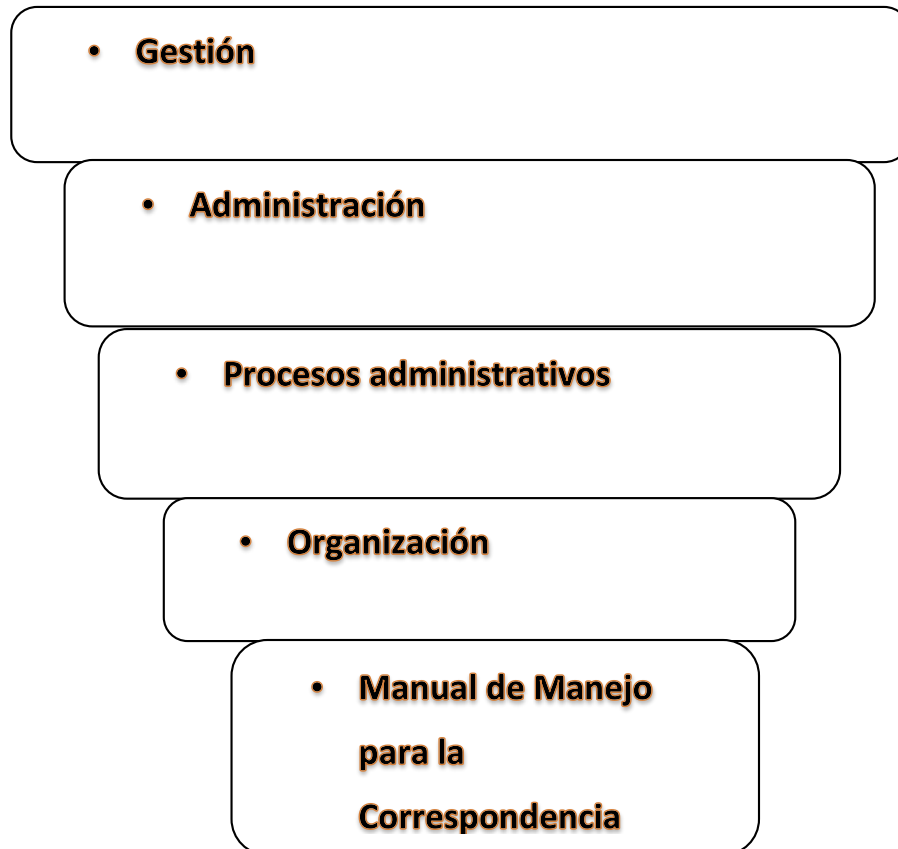 • Gestión
• Administración
• Procesos administrativos
• Organización
• Manual de Manejo
para la
Correspondencia